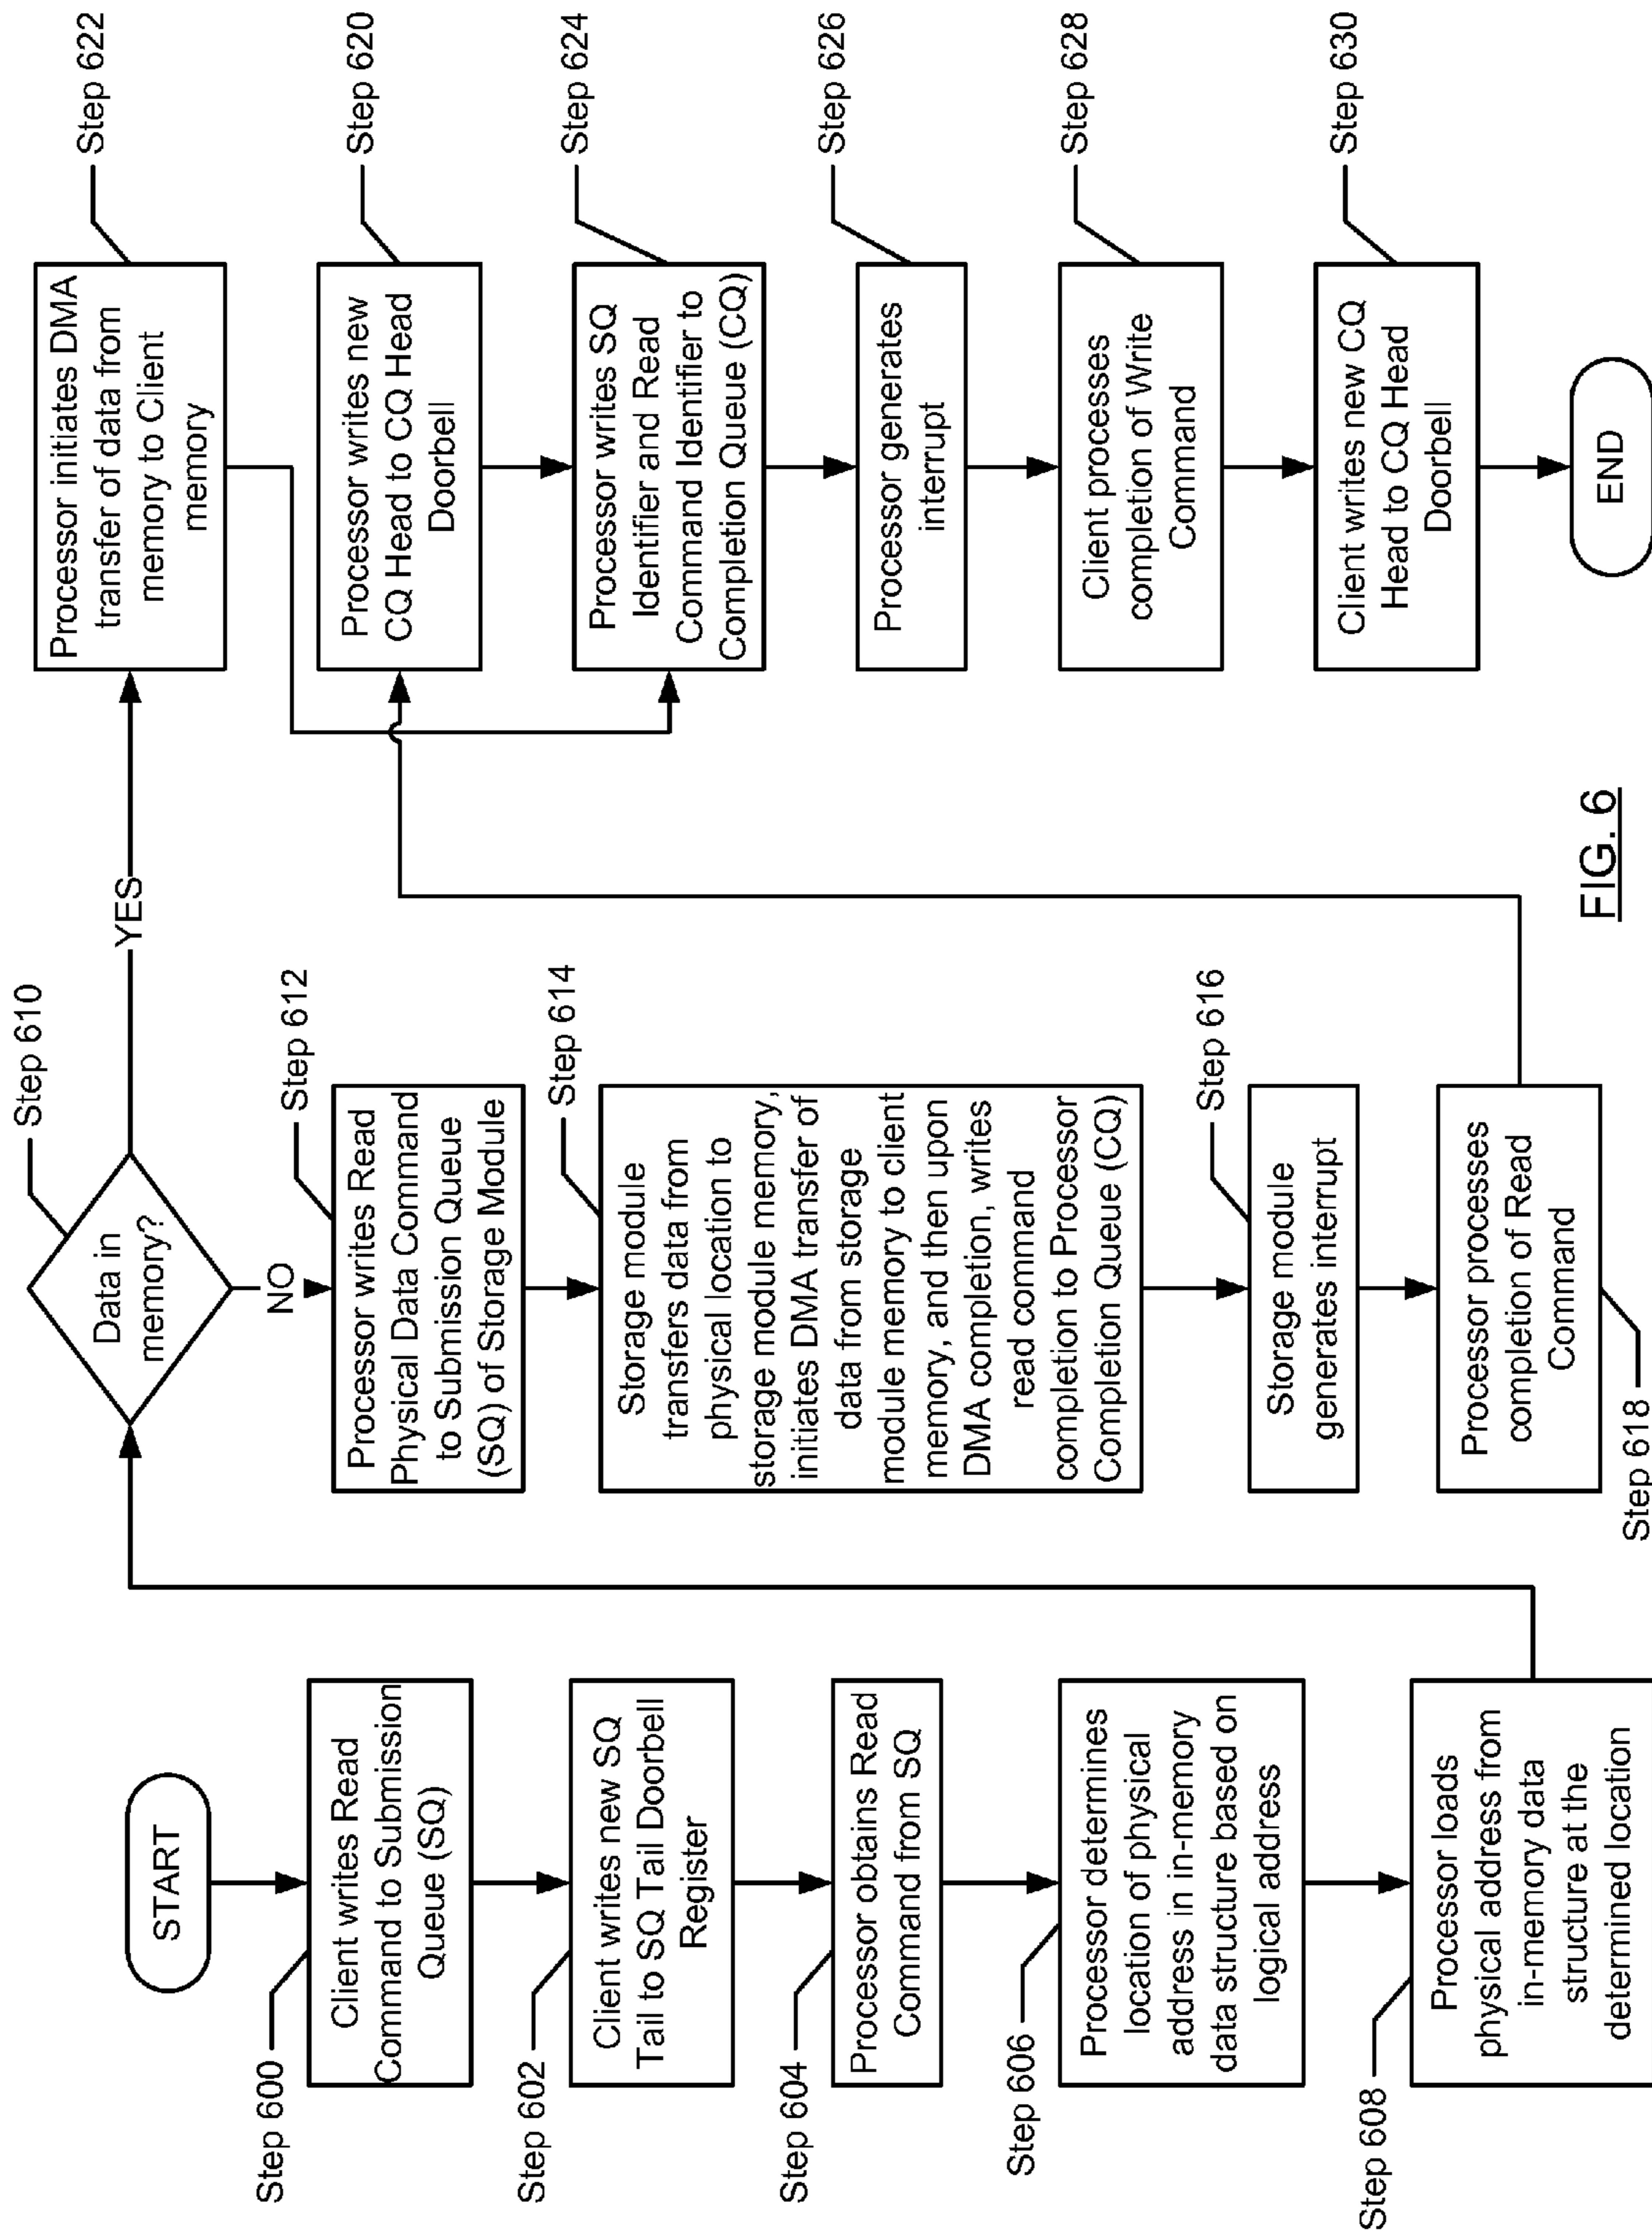 START
Step 600
Client writes Read
Command to Submission
Queue (SQ)
Step 602
Client writes new SQ
Tail to SQ Tail Doorbell
Register
Step 604
Processor obtains Read
Command from SQ
Step 606
Processor determines
location of physical
address in in-memory
data structure based on
logical address
Step 608
Processor loads
physical address from
in-memory data
structure at the
determined location
Step 610
Data in
memory?
YES
NO
Step 612
Processor writes Read
Physical Data Command
to Submission Queue
(SQ) of Storage Module
Step 614
Storage module
transfers data from
physical location to
storage module memory,
initiates DMA transfer of
data from storage
module memory to client
memory, and then upon
DMA completion, writes
read command
completion to Processor
Completion Queue (CQ)
Step 616
Storage module
generates interrupt
Processor processes
completion of Read
Command
Step 618
Step 622
Processor initiates DMA
transfer of data from
memory to Client
memory
Step 620
Processor writes new
CQ Head to CQ Head
Doorbell
Step 624
Processor writes SQ
Identifier and Read
Command Identifier to
Completion Queue (CQ)
Step 626
Processor generates
interrupt
Step 628
Client processes
completion of Write
Command
Step 630
Client writes new CQ
Head to CQ Head
Doorbell
END
FIG. 6